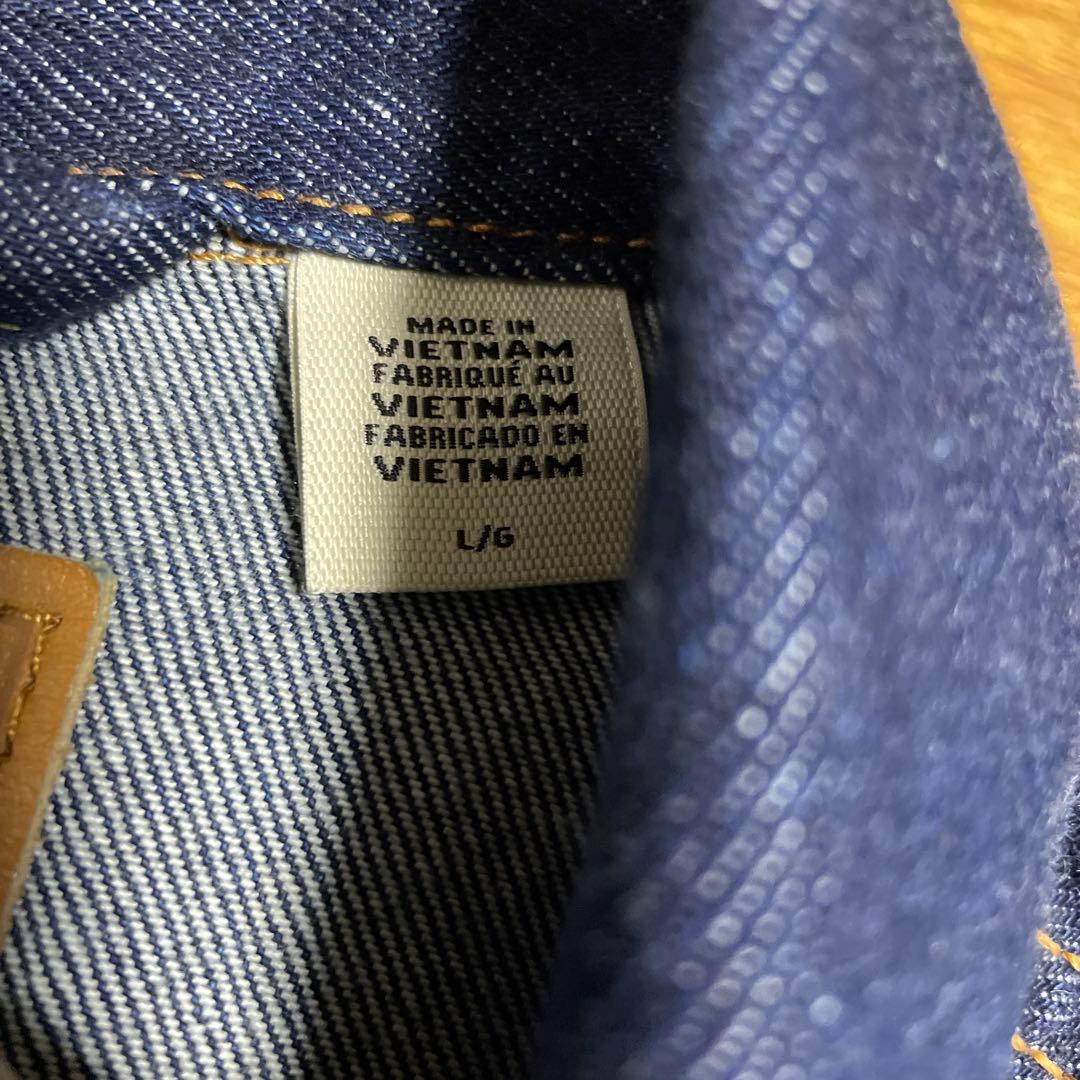 MADE IN
VIETNAM
FABRIQUÉ AU
VIETNAM
FABRICADO EN
VIETNAM
L/G